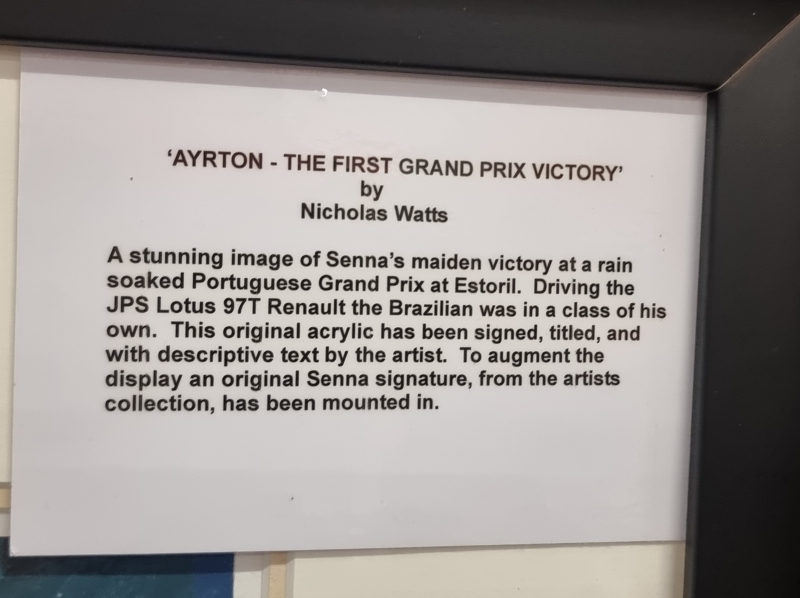 ‘AYRTON - THE FIRST GRAND PRIX VICTORY’
by
Nicholas Watts
A stunning image of Senna’s maiden victory at a rain
soaked Portuguese Grand Prix at Estoril.  Driving the
JPS Lotus 97T Renault the Brazilian was in a class of his
own.  This original acrylic has been signed, titled, and
with descriptive text by the artist.  To augment the
display an original Senna signature, from the artists
collection, has been mounted in.